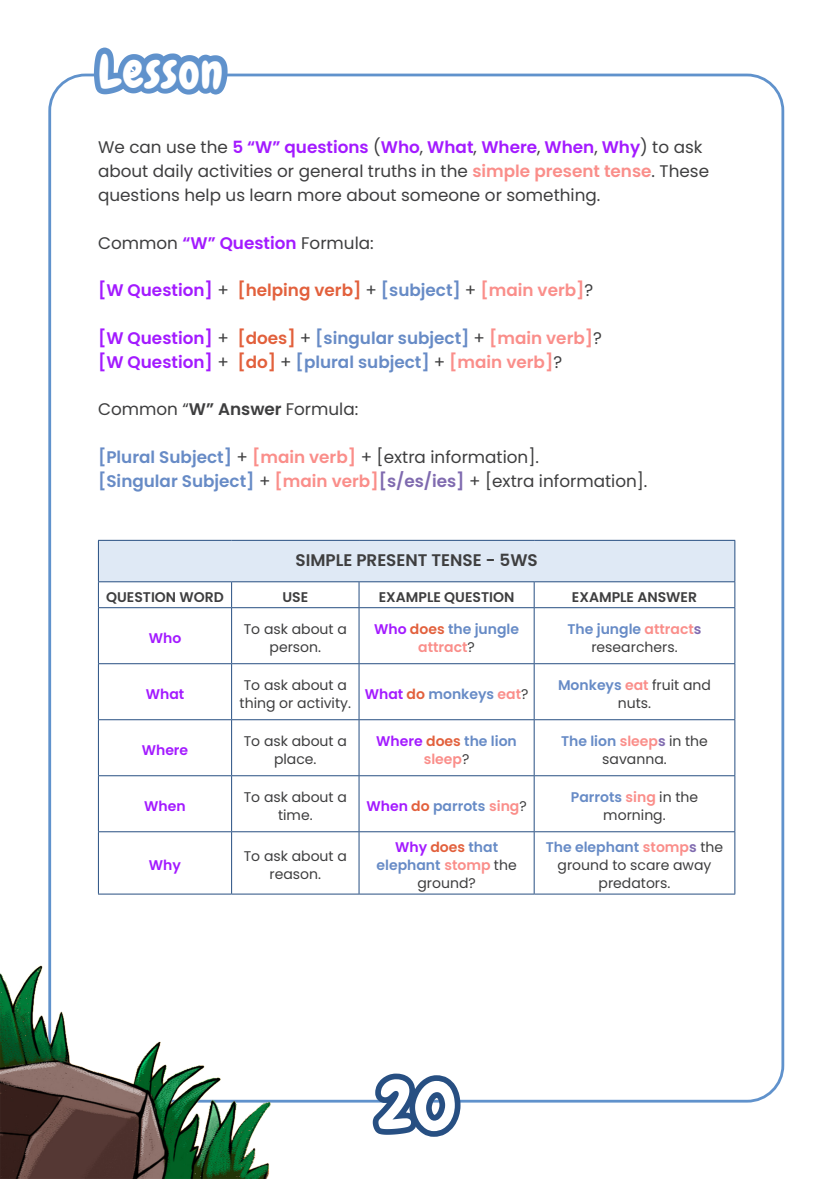 Lesson
We can use the 5 “W” questions (Who, What, Where, When, Why) to ask
about daily activities or general truths in the simple present tense. These
questions help us learn more about someone or something.
Common “W” Question Formula:
[W Question] + [helping verb] + [subject] + [main verb]?
[W Question] + [does] + [singular subject] + [main verb]?
[W Question] + [do] + [plural subject] + [main verb]?
Common “W” Answer Formula:
[Plural Subject] + [main verb] + [extra information].
[Singular Subject] + [main verb][s/es/ies] + [extra information].
SIMPLE PRESENT TENSE - 5WS
QUESTION WORD USE EXAMPLE QUESTION EXAMPLE ANSWER
Who
To ask about a
person.
Who does the jungle
attract?
The jungle attracts
researchers.
What
To ask about a
thing or activity.
What do monkeys eat?
Monkeys eat fruit and
nuts.
Where
To ask about a
place.
Where does the lion
sleep?
The lion sleeps in the
savanna.
When
To ask about a
time.
When do parrots sing?
Parrots sing in the
morning.
Why
To ask about a
reason.
Why does that
elephant stomp the
ground?
The elephant stomps the
ground to scare away
predators.
20